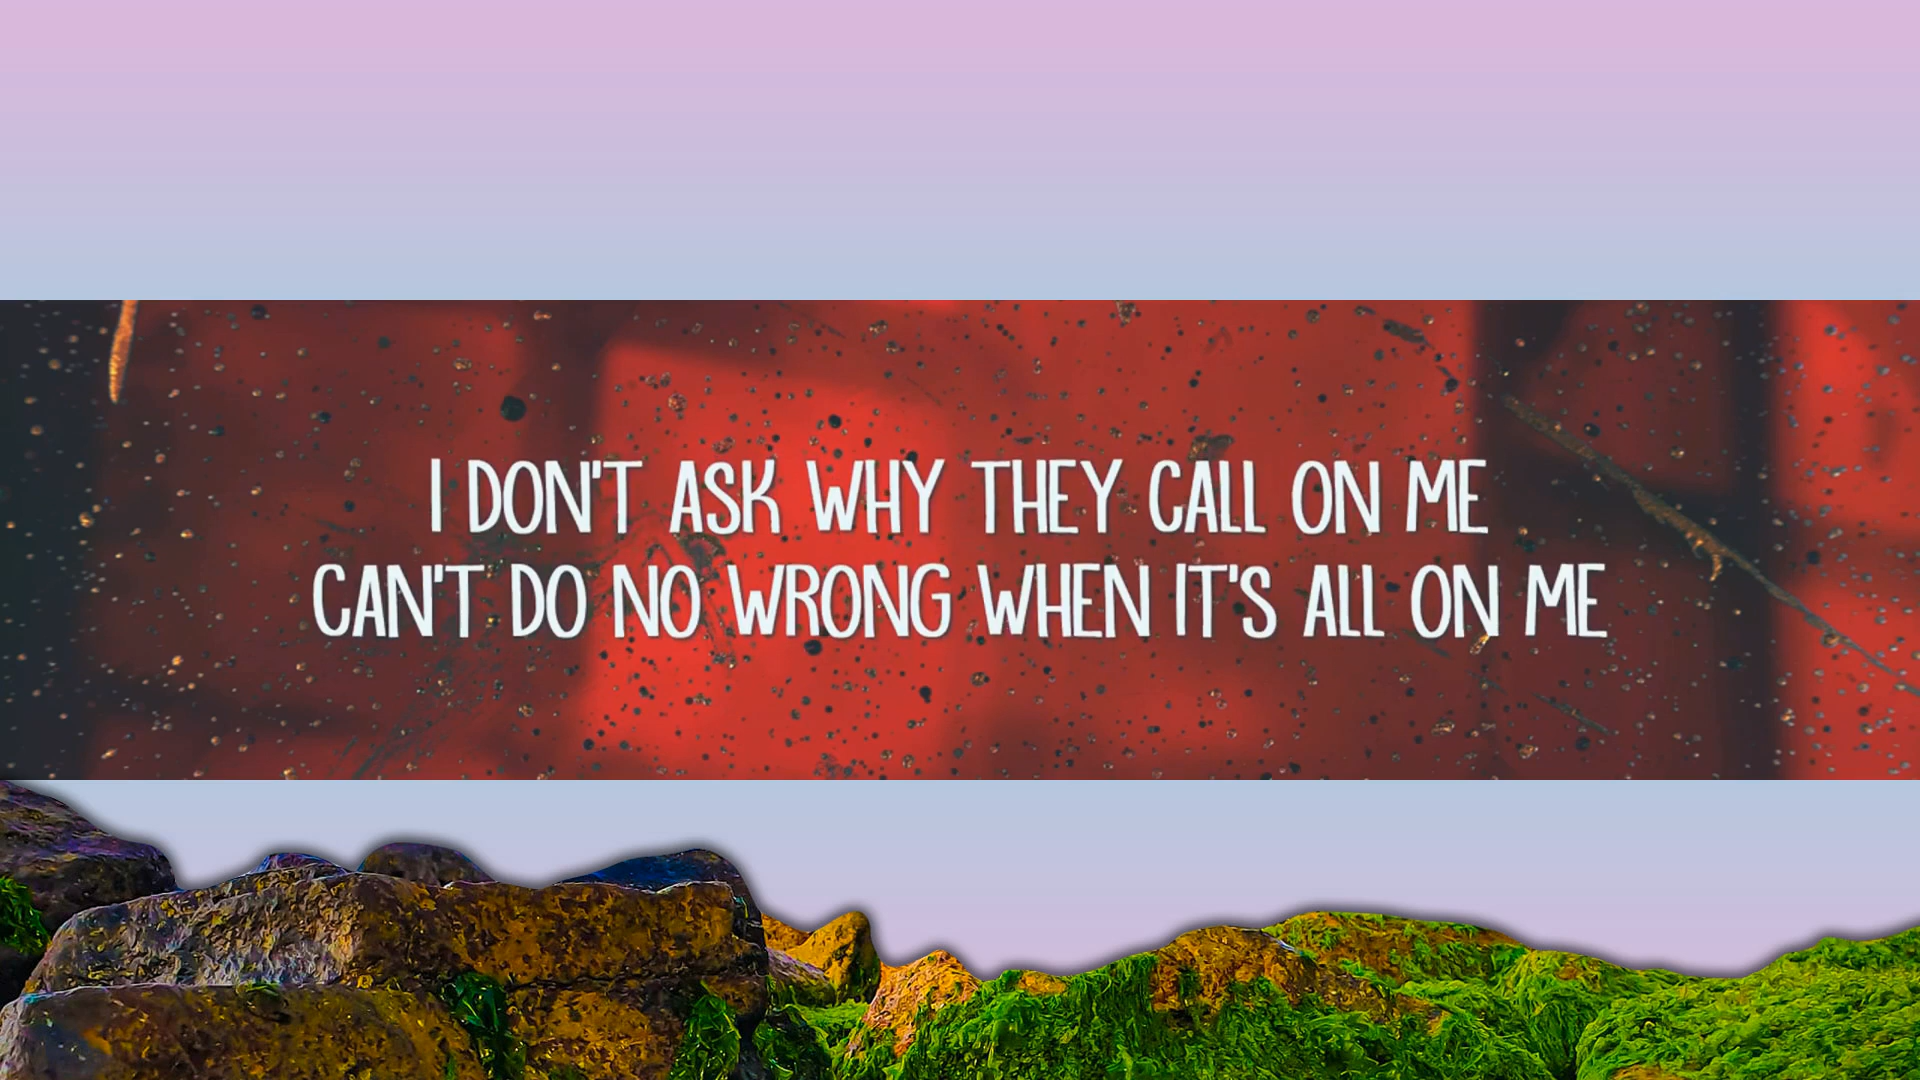 I DON'T ASK WHY THEY CALL ON ME
CAN'T DO NO WRONG WHEN IT'S ALL ON ME